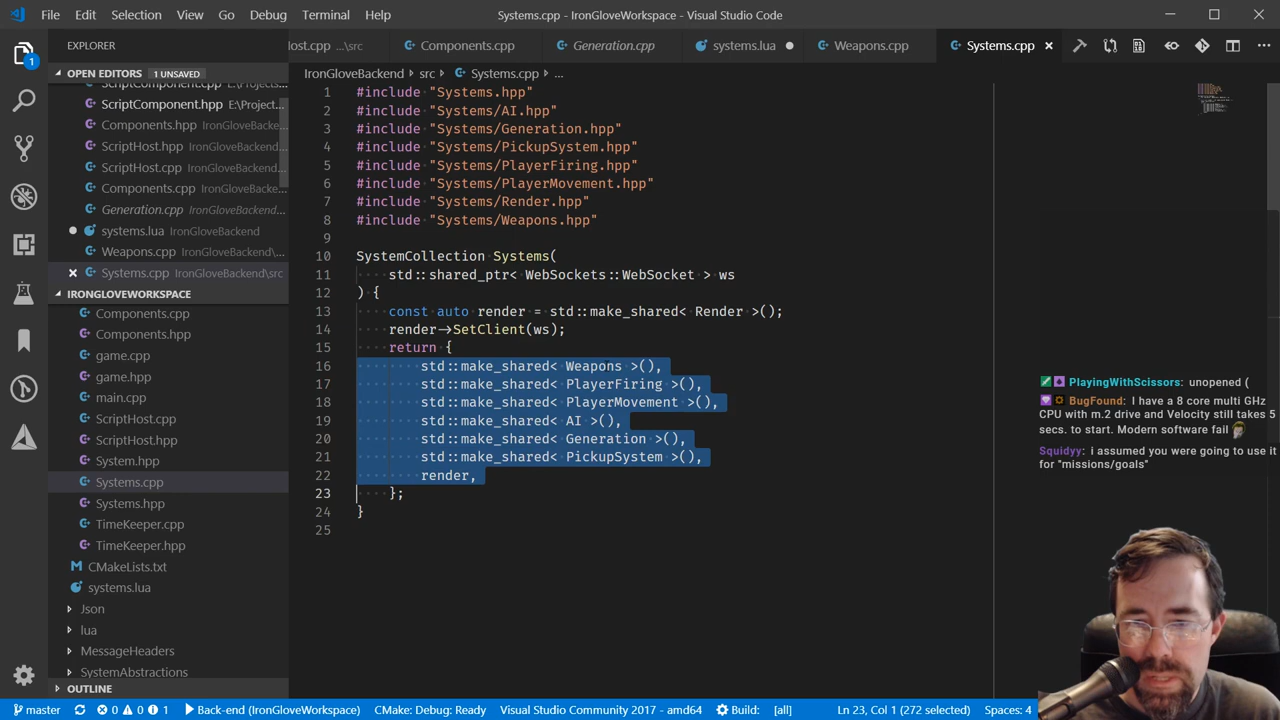 File Edit Selection View Go Debug Terminal Help
Systems.cpp - IronGloveWorkspace - Visual Studio Code
EXPLORER
Host.cpp ...\src
Components.cpp
Generation.cpp
systems.lua
Weapons.cpp
Systems.cpp
OPEN EDITORS 1 UNSAVED
ScriptComponent.cpp E:\Projects
ScriptComponent.hpp E:\Project...
Components.hpp IronGloveBackend...
ScriptHost.hpp IronGloveBackend...
ScriptHost.cpp IronGloveBackend\...
Components.cpp IronGloveBackend...
Generation.cpp IronGloveBackend\...
systems.lua IronGloveBackend
Weapons.cpp IronGloveBackend\...
Systems.cpp IronGloveBackend\src
IRONGLOVEWORKSPACE
Components.cpp
Components.hpp
game.cpp
game.hpp
main.cpp
ScriptHost.cpp
ScriptHost.hpp
System.hpp
Systems.cpp
Systems.hpp
TimeKeeper.cpp
TimeKeeper.hpp
CMakeLists.txt
systems.lua
Json
lua
MessageHeaders
SystemAbstractions
OUTLINE
IronGloveBackend src Systems.cpp ...
1 #include "Systems.hpp"
2 #include "Systems/AI.hpp"
3 #include "Systems/Generation.hpp"
4 #include "Systems/PickupSystem.hpp"
5 #include "Systems/PlayerFiring.hpp"
6 #include "Systems/PlayerMovement.hpp"
7 #include "Systems/Render.hpp"
8 #include "Systems/Weapons.hpp"
9
10 SystemCollection Systems(
11 std::shared_ptr< WebSockets::WebSocket > ws
12 ) {
13 const auto render = std::make_shared< Render >();
14 render->SetClient(ws);
15 return {
16 std::make_shared< Weapons >(),
17 std::make_shared< PlayerFiring >(),
18 std::make_shared< PlayerMovement >(),
19 std::make_shared< AI >(),
20 std::make_shared< Generation >(),
21 std::make_shared< PickupSystem >(),
22 render,
23 };
24 }
25
PlayingWithScissors: unopened (
BugFound: I have a 8 core multi GHz
CPU with m.2 drive and Velocity still takes 5
secs. to start. Modern software fail
Squidyy: i assumed you were going to use it
for "missions/goals"
master 0 0 1 Back-end (IronGloveWorkspace) CMake: Debug: Ready Visual Studio Community 2017 - amd64 Build: [all] Ln 23, Col 1 (272 selected) Spaces: 4